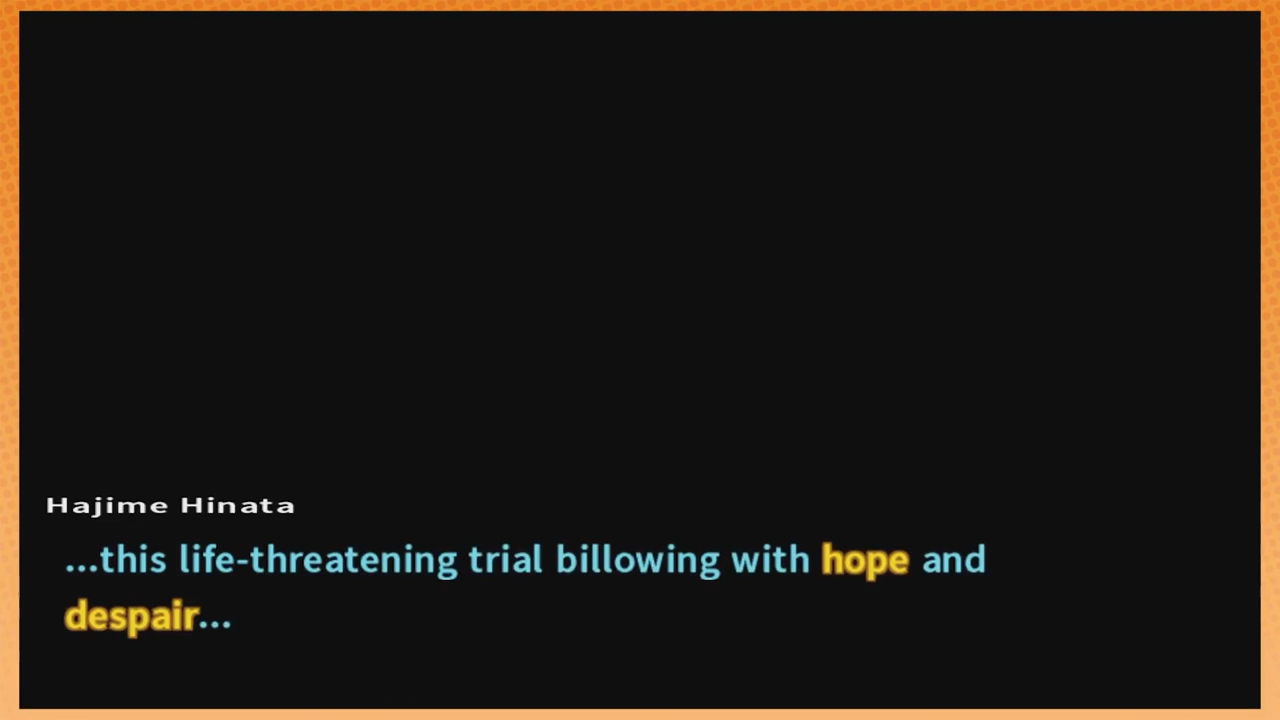 Hajime Hinata
...this life-threatening trial billowing with hope and
despair...